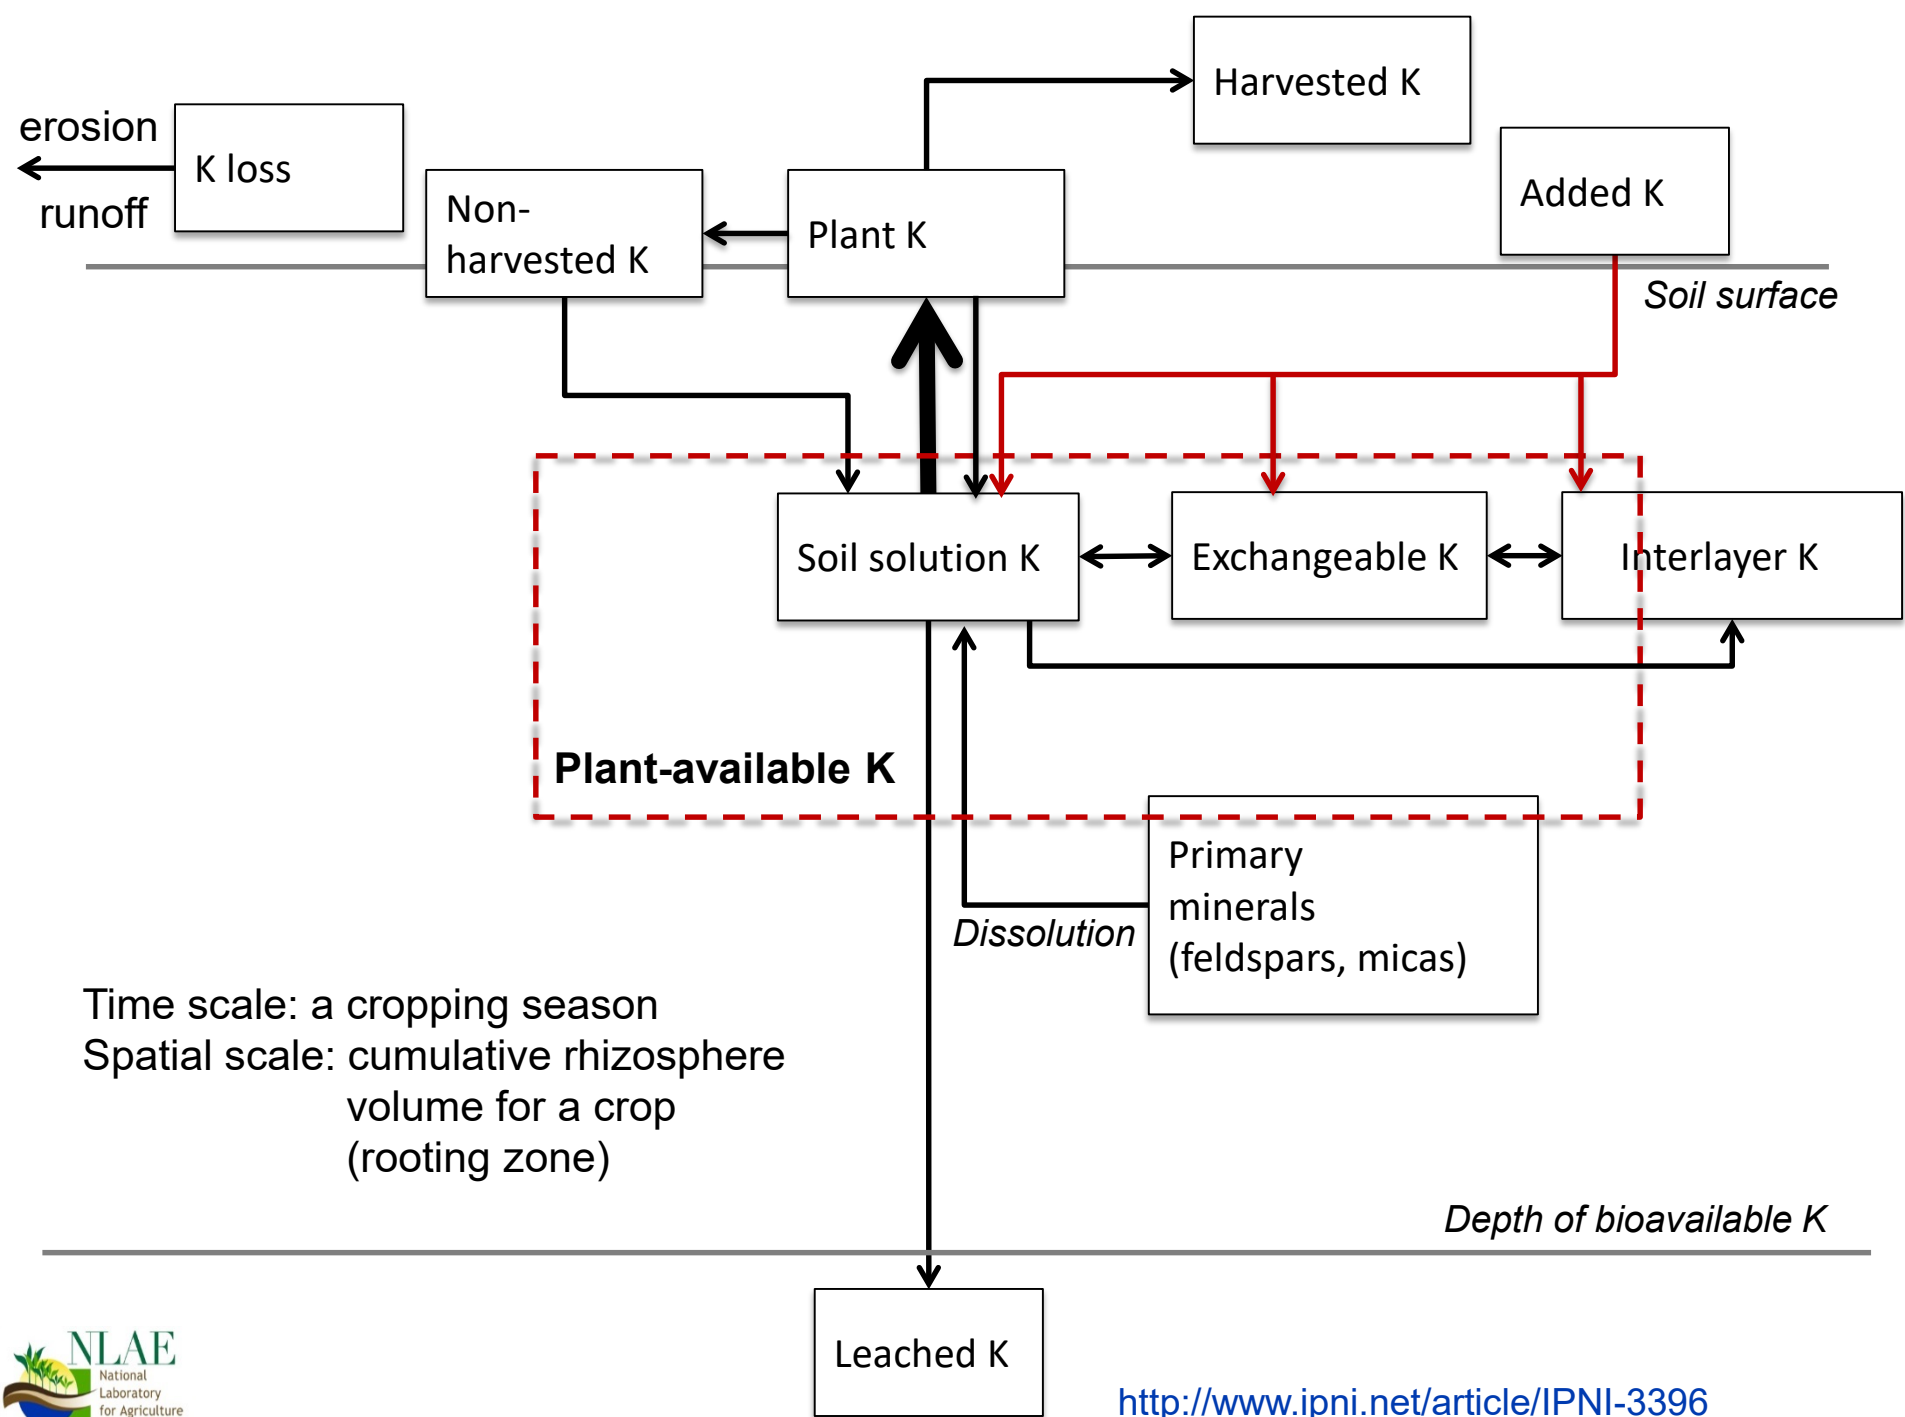 Harvested K
erosion
K loss
runoff
Non-
harvested K
Plant K
Added K
Soil surface
Soil solution K
Exchangeable K
Interlayer K
Plant-available K
Primary
minerals
(feldspars, micas)
Dissolution
Time scale: a cropping season
Spatial scale: cumulative rhizosphere
volume for a crop
(rooting zone)
Depth of bioavailable K
Leached K
NLAE
National
Laboratory
for Agriculture
http://www.ipni.net/article/IPNI-3396